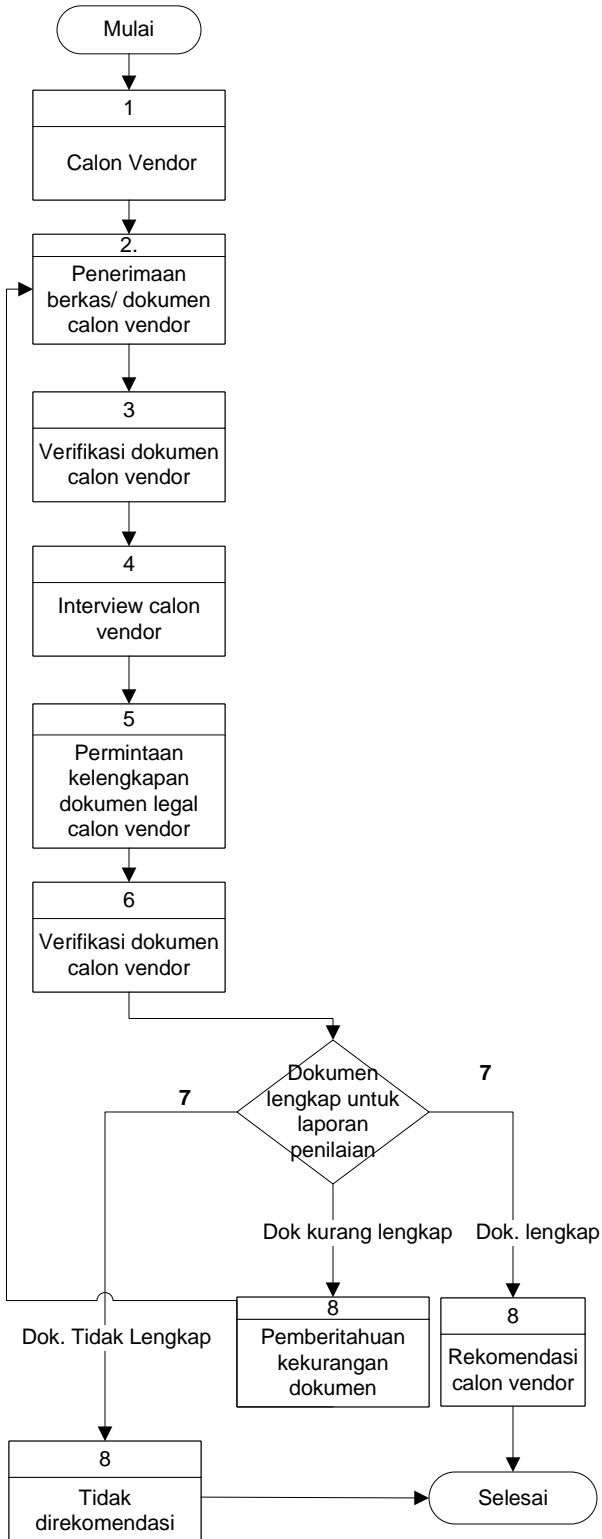 Mulai
1
Calon Vendor
2.
Penerimaan
berkas/ dokumen
calon vendor
3
Verifikasi dokumen
calon vendor
4
Interview calon
vendor
5
Permintaan
kelengkapan
dokumen legal
calon vendor
6
Verifikasi dokumen
calon vendor
Dokumen
lengkap untuk
laporan
penilaian
7
7
Dok kurang lengkap
Dok. lengkap
Dok. Tidak Lengkap
8
Pemberitahuan
kekurangan
dokumen
8
Rekomendasi
calon vendor
8
Tidak
direkomendasi
Selesai